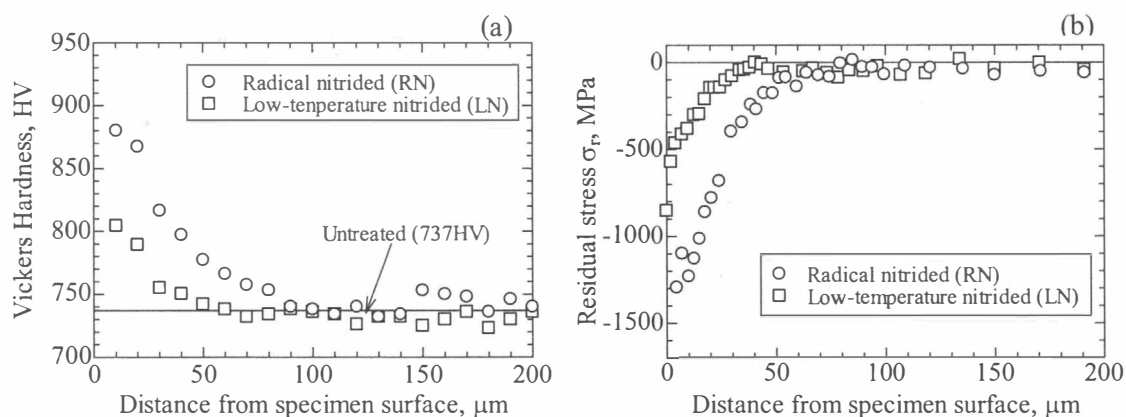 (a)
950
900
850
800
750
700
Vickers Hardness, HV
Radical nitrided (RN)
Low-tenperature nitrided (LN)
Untreated (737HV)
0 50 100 150 200
Distance from specimen surface, μm
(b)
0
-500
-1000
-1500
Residual stress σr, MPa
Radical nitrided (RN)
Low-temperature nitrided (LN)
0 50 100 150 200
Distance from specimen surface, μm